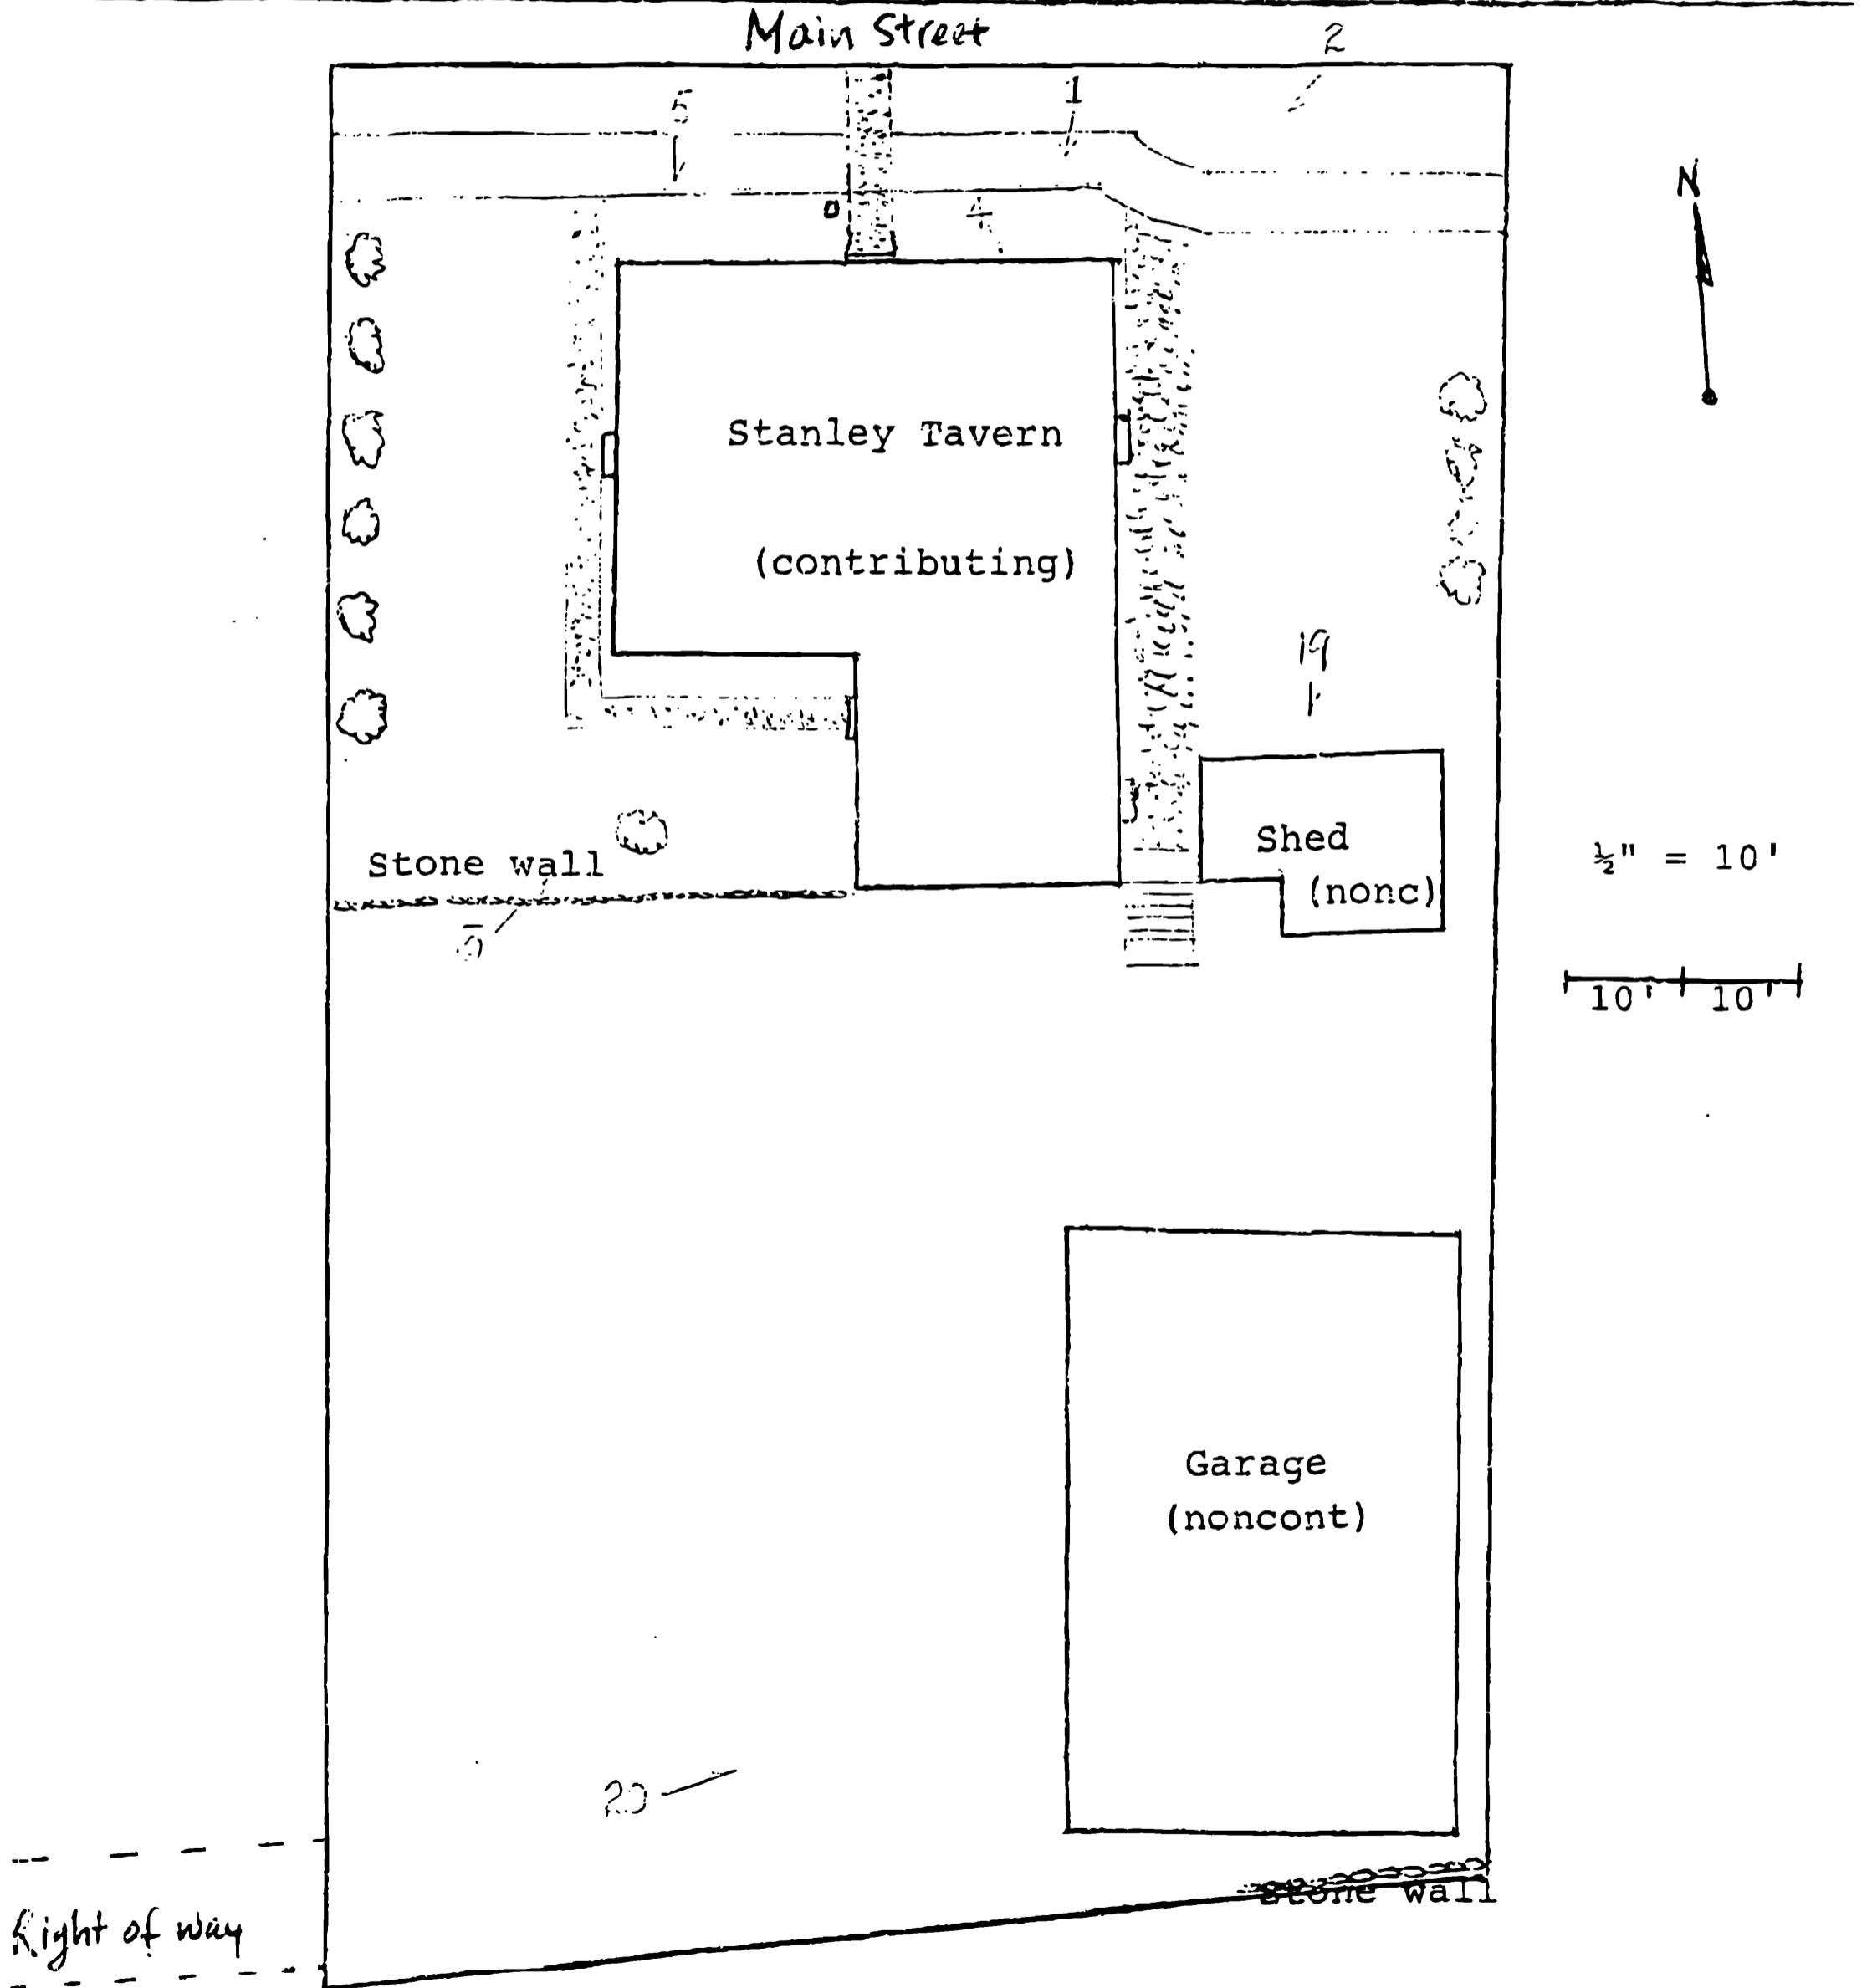 Main Street
2
5
1
4
N
Stanley Tavern
(contributing)
19
Stone wall
Shed
(nonc)
½" = 10'
10' 10'
Garage
(noncont)
20
Stone wall
Right of way